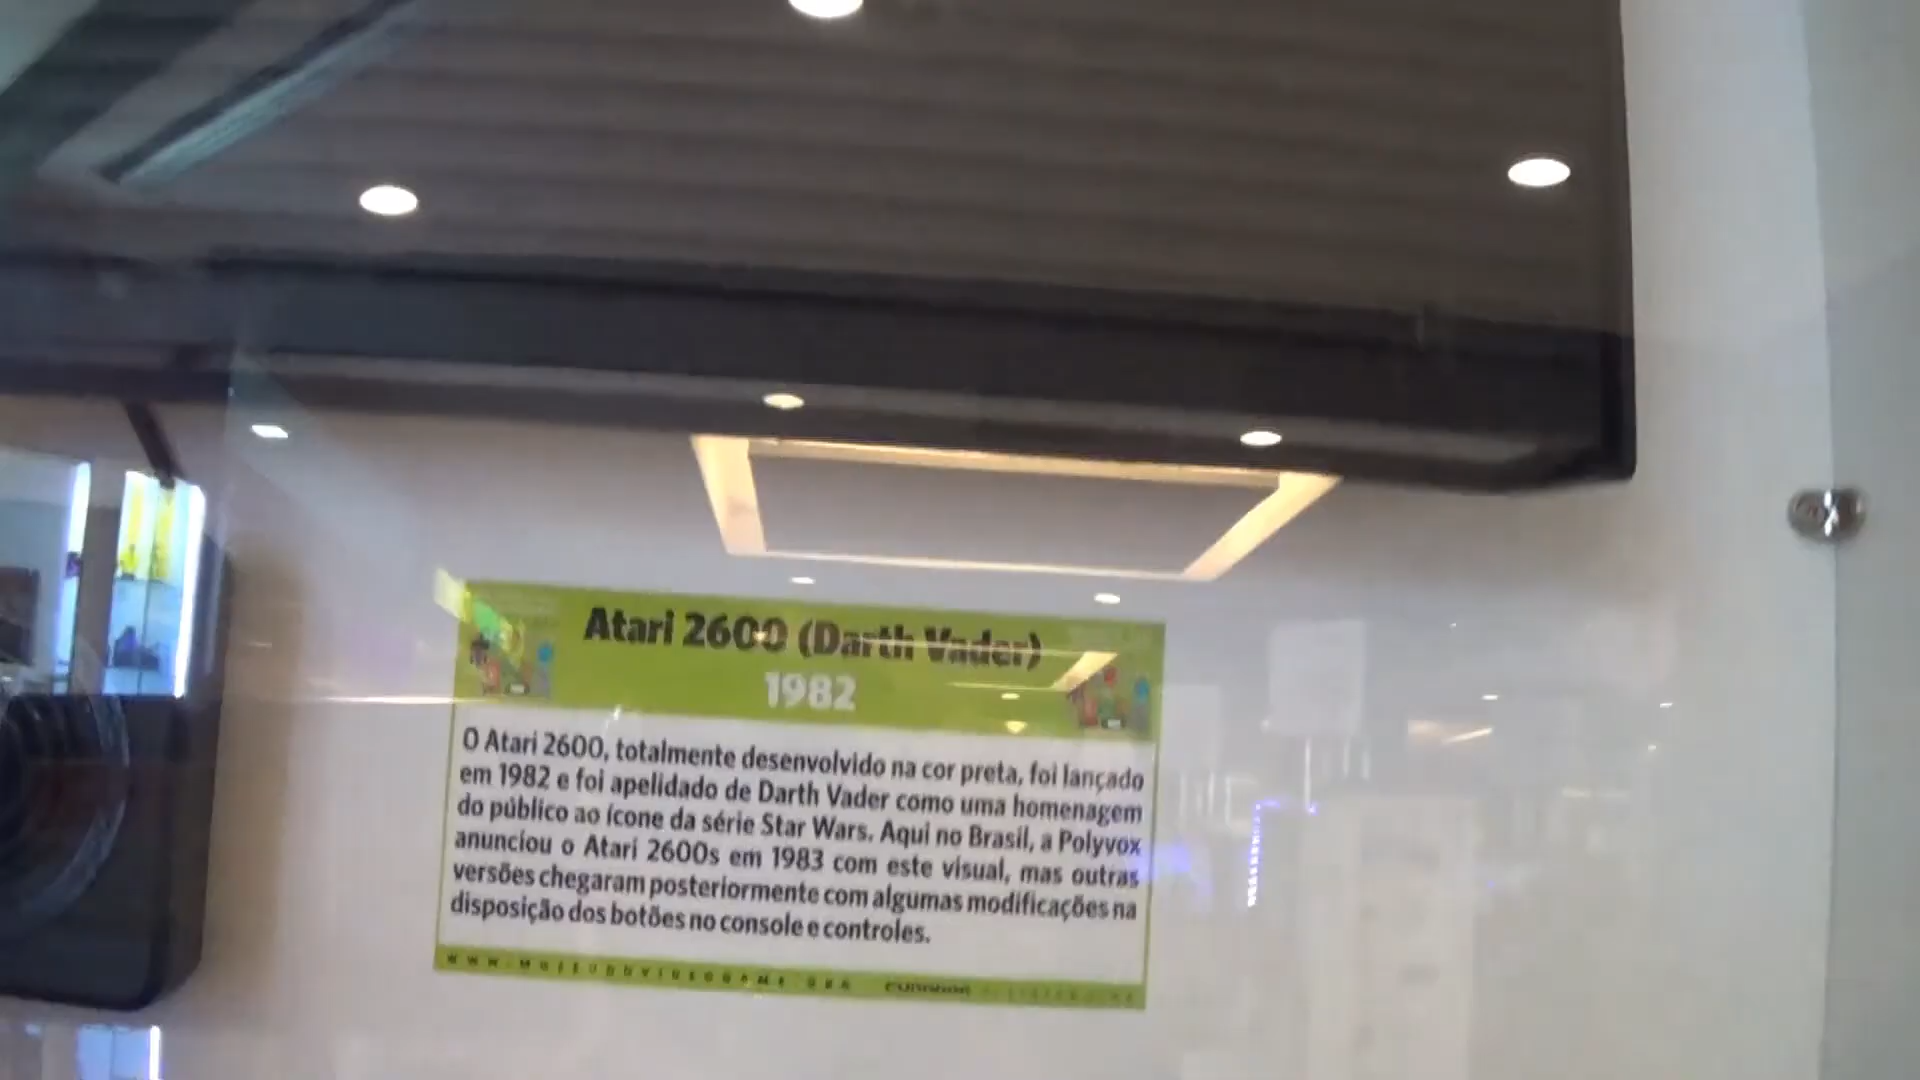 Atari 2600 (Darth Vader)
1982
O Atari 2600, totalmente desenvolvido na cor preta, foi lançado
em 1982 e foi apelidado de Darth Vader como uma homenagem
do público ao ícone da série Star Wars. Aqui no Brasil, a Polyvox
anunciou o Atari 2600s em 1983 com este visual, mas outras
versões chegaram posteriormente com algumas modificações na
disposição dos botões no console e controles.
WWW.MUSEUDOVIDEOGAME.ORG